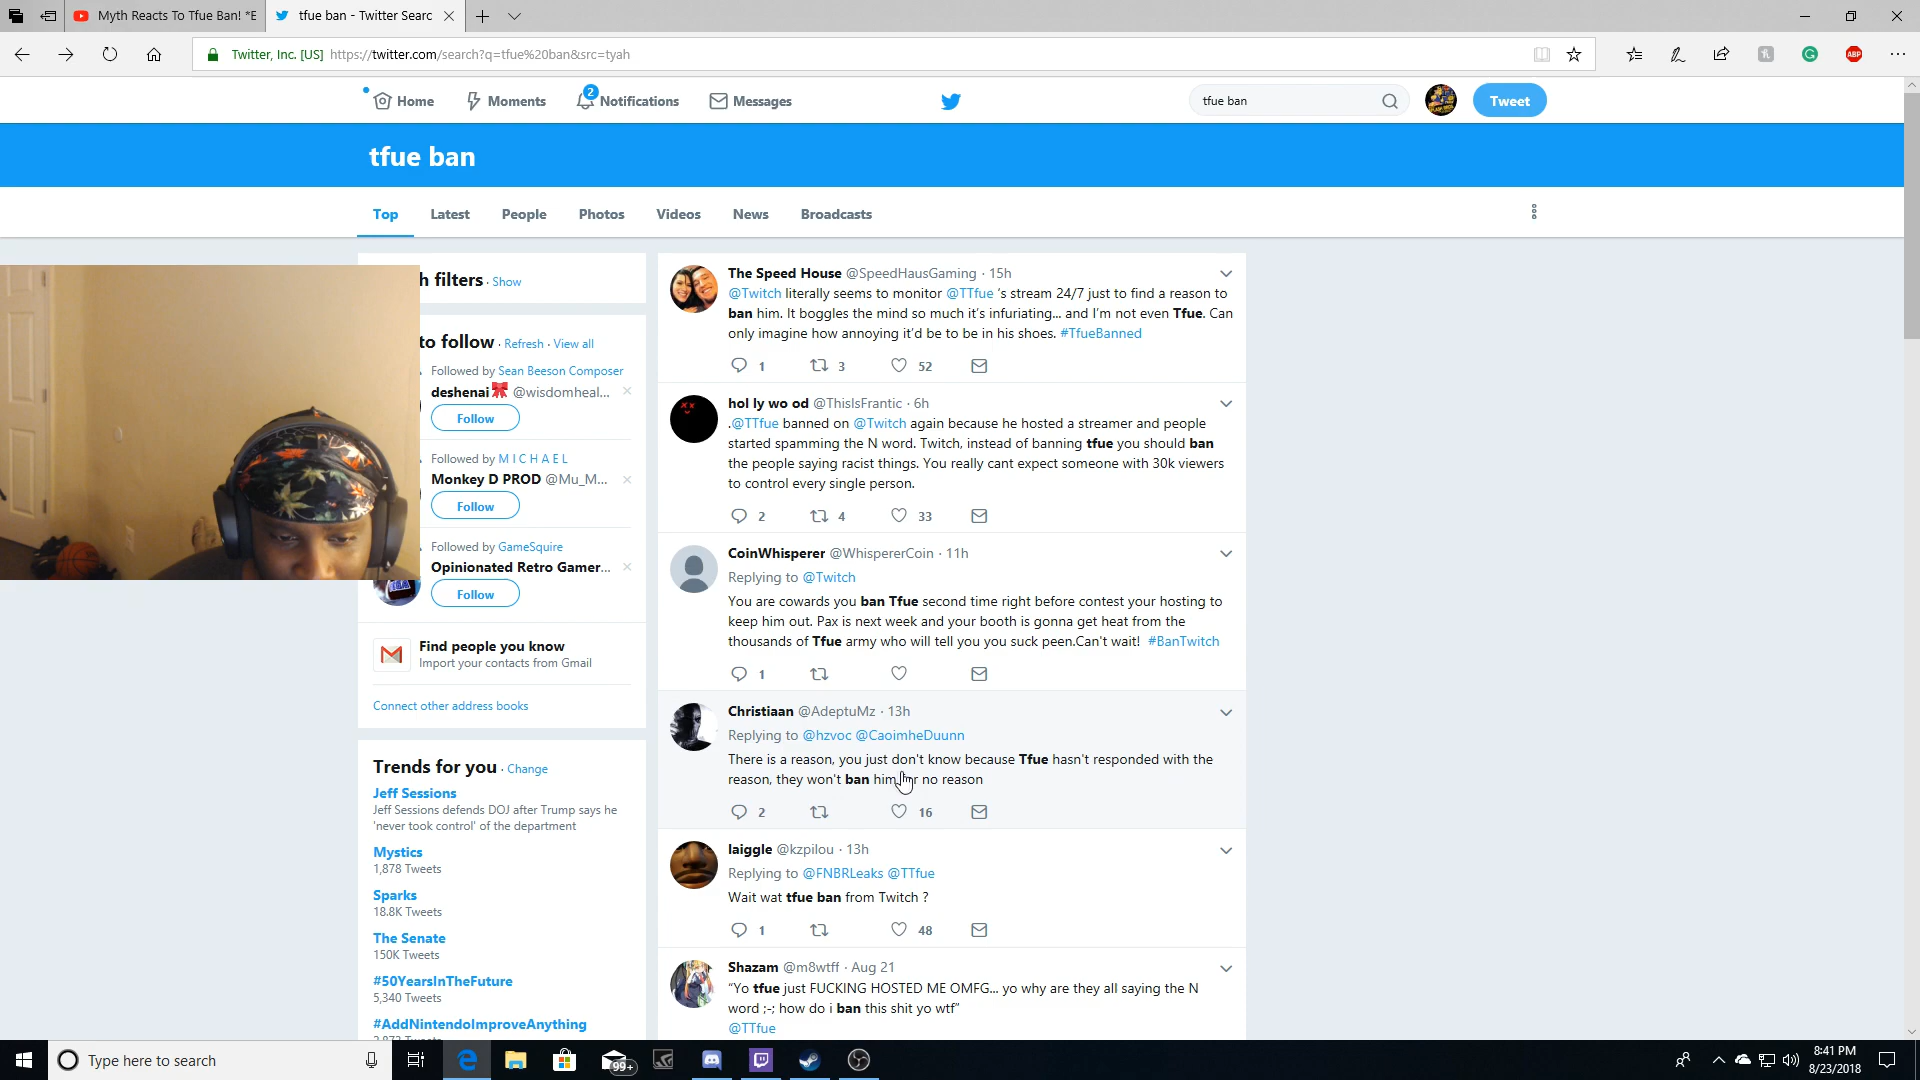 Myth Reacts To Tfue Ban! *E
tfue ban - Twitter Searc
Twitter, Inc. [US] https://twitter.com/search?q=tfue%20ban&src=tyah
ABP
Home
Moments
2
Notifications
Messages
tfue ban
Tweet
tfue ban
Top
Latest
People
Photos
Videos
News
Broadcasts
h filters · Show
to follow · Refresh · View all
Followed by Sean Beeson Composer
deshenai @wisdomheal...
Follow
Followed by M I C H A E L
Monkey D PROD @Mu_M...
Follow
Followed by GameSquire
Opinionated Retro Gamer...
Follow
Find people you know
Import your contacts from Gmail
Connect other address books
Trends for you · Change
Jeff Sessions
Jeff Sessions defends DOJ after Trump says he
'never took control' of the department
Mystics
1,878 Tweets
Sparks
18.8K Tweets
The Senate
150K Tweets
#50YearsInTheFuture
5,340 Tweets
#AddNintendoImproveAnything
The Speed House @SpeedHausGaming · 15h
@Twitch literally seems to monitor @TTfue 's stream 24/7 just to find a reason to
ban him. It boggles the mind so much it's infuriating... and I'm not even Tfue. Can
only imagine how annoying it'd be to be in his shoes. #TfueBanned
1 3 52
hol ly wo od @ThisIsFrantic · 6h
.@TTfue banned on @Twitch again because he hosted a streamer and people
started spamming the N word. Twitch, instead of banning tfue you should ban
the people saying racist things. You really cant expect someone with 30k viewers
to control every single person.
2 4 33
CoinWhisperer @WhispererCoin · 11h
Replying to @Twitch
You are cowards you ban Tfue second time right before contest your hosting to
keep him out. Pax is next week and your booth is gonna get heat from the
thousands of Tfue army who will tell you you suck peen.Can't wait! #BanTwitch
1
Christiaan @AdeptuMz · 13h
Replying to @hzvoc @CaoimheDuunn
There is a reason, you just don't know because Tfue hasn't responded with the
reason, they won't ban him for no reason
2 16
laiggle @kzpilou · 13h
Replying to @FNBRLeaks @TTfue
Wait wat tfue ban from Twitch ?
1 48
Shazam @m8wtff · Aug 21
"Yo tfue just FUCKING HOSTED ME OMFG... yo why are they all saying the N
word ;-; how do i ban this shit yo wtf"
@TTfue
Type here to search
99+
8:41 PM
8/23/2018